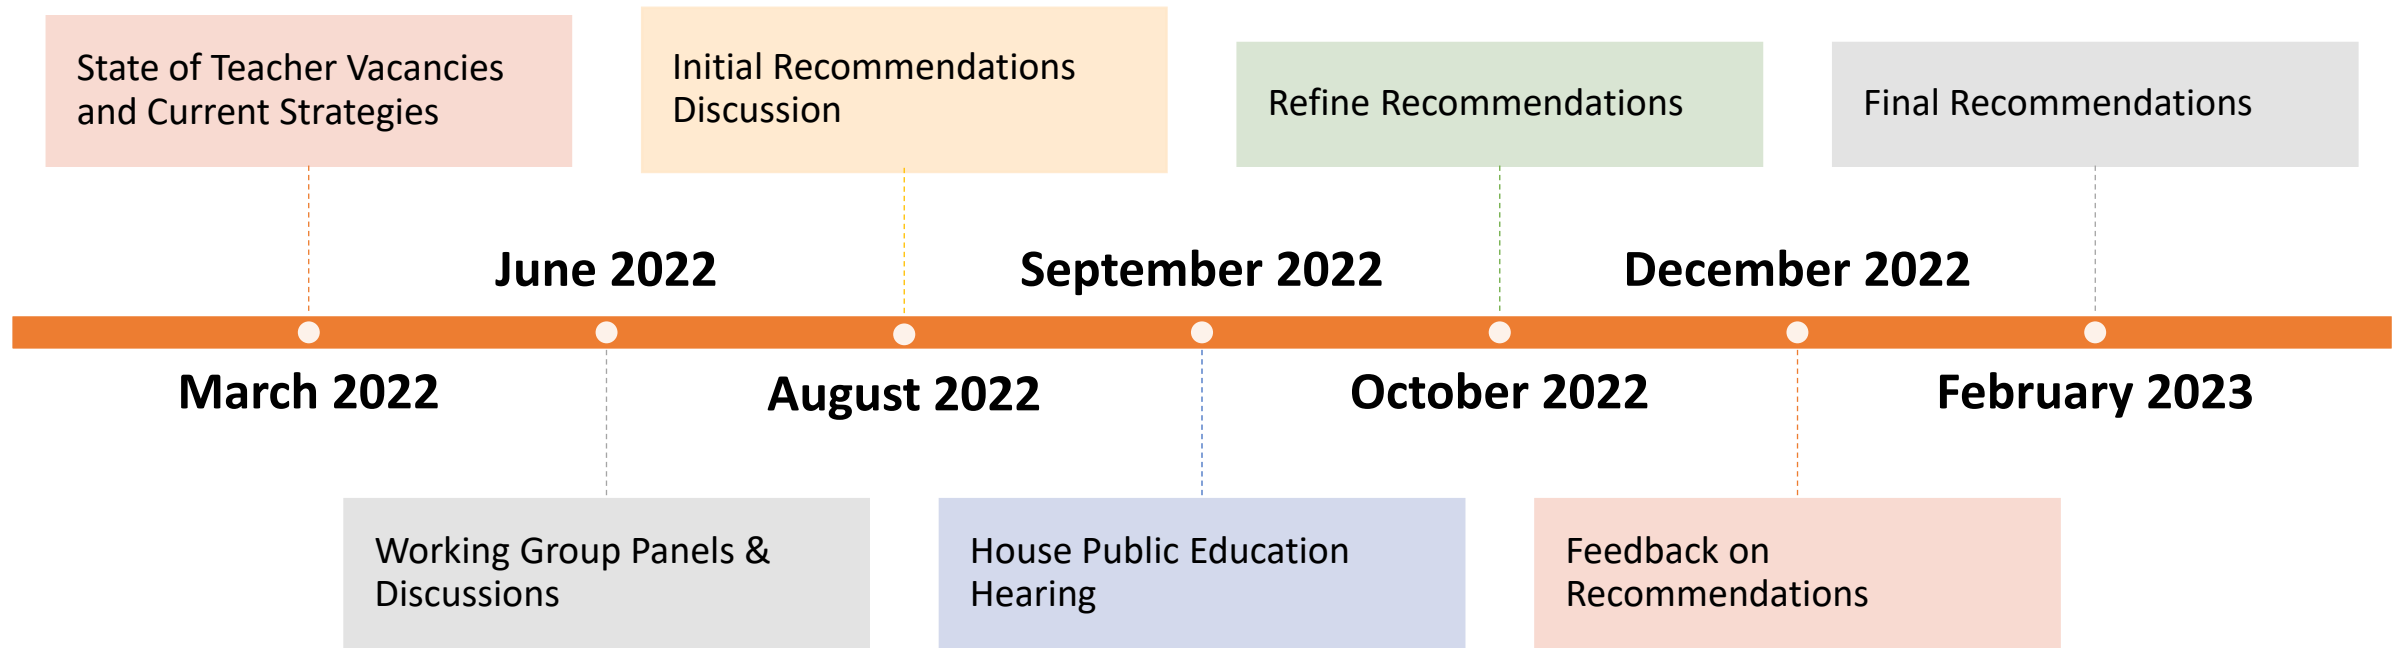 State of Teacher Vacancies
and Current Strategies
Initial Recommendations
Discussion
Refine Recommendations
Final Recommendations
June 2022
September 2022
December 2022
March 2022
August 2022
October 2022
February 2023
Working Group Panels &
Discussions
House Public Education
Hearing
Feedback on
Recommendations